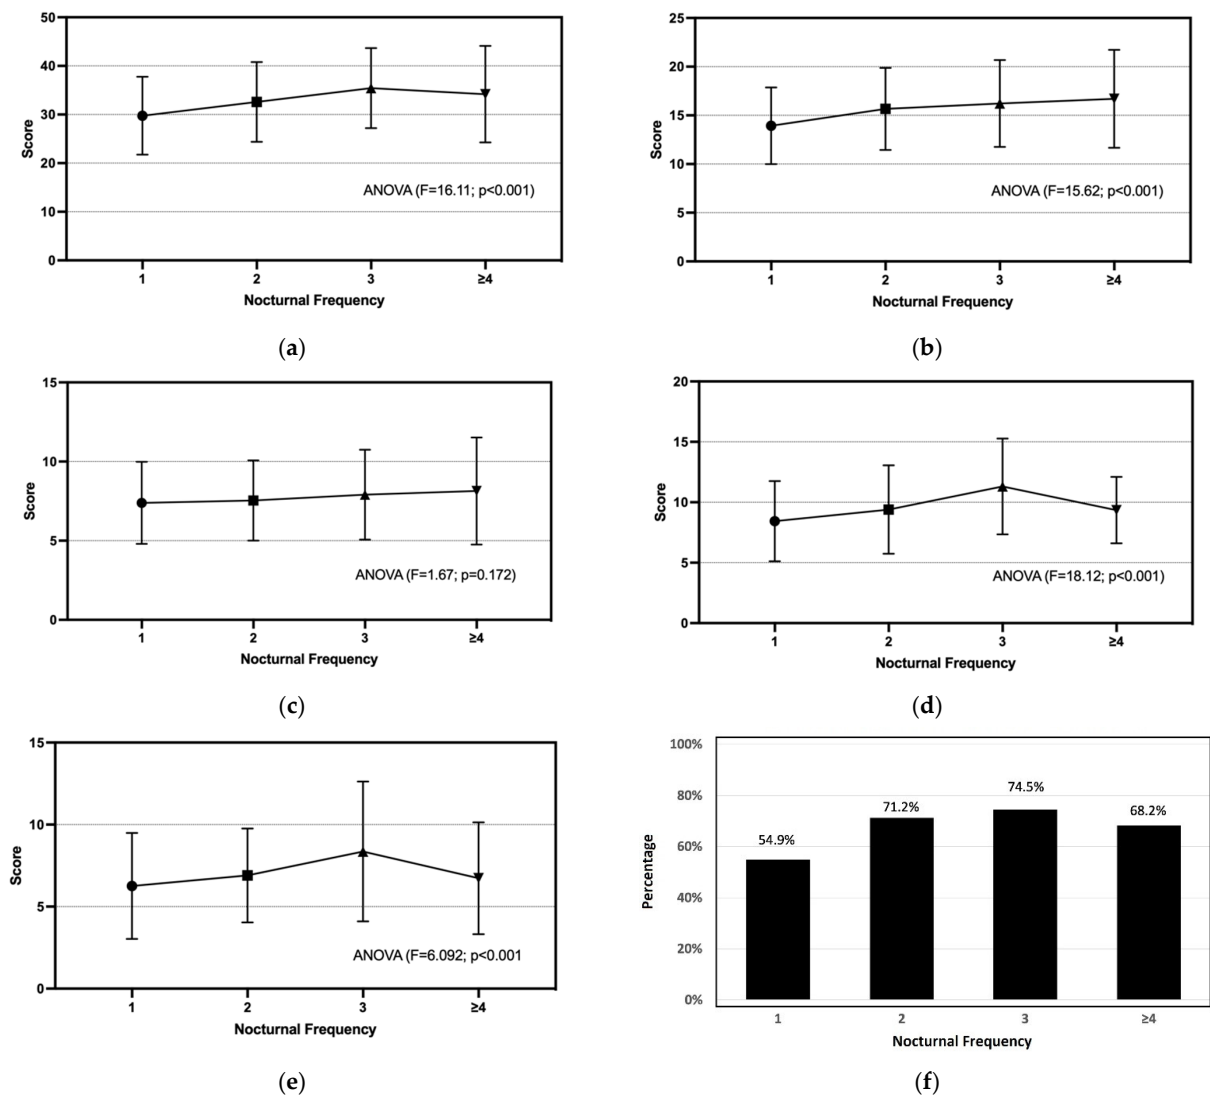 50
40
30
20
10
0
Score
ANOVA (F=16.11; p<0.001)
1 2 3 ≥4
Nocturnal Frequency
(a)
25
20
15
10
5
0
Score
ANOVA (F=15.62; p<0.001)
1 2 3 ≥4
Nocturnal Frequency
(b)
15
10
5
0
Score
ANOVA (F=1.67; p=0.172)
1 2 3 ≥4
Nocturnal Frequency
(c)
20
15
10
5
0
Score
ANOVA (F=18.12; p<0.001)
1 2 3 ≥4
Nocturnal Frequency
(d)
15
10
5
0
Score
ANOVA (F=6.092; p<0.001
1 2 3 ≥4
Nocturnal Frequency
(e)
100%
80%
60%
40%
20%
0%
Percentage
54.9% 71.2% 74.5% 68.2%
1 2 3 ≥4
Nocturnal Frequency
(f)